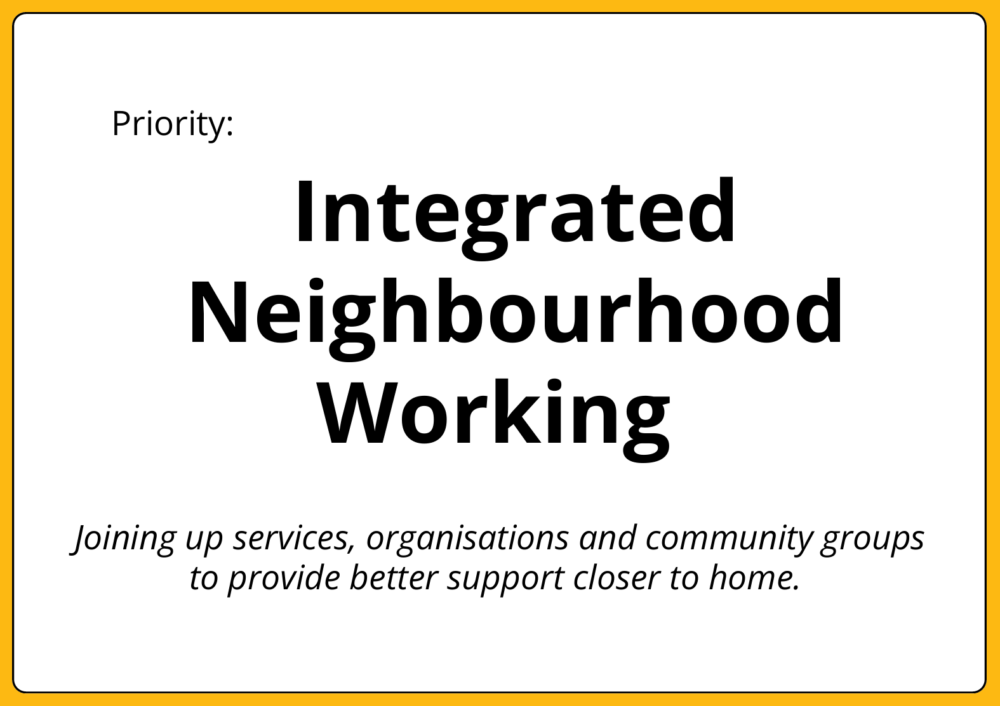 Priority:
Integrated
Neighbourhood
Working
Joining up services, organisations and community groups
to provide better support closer to home.